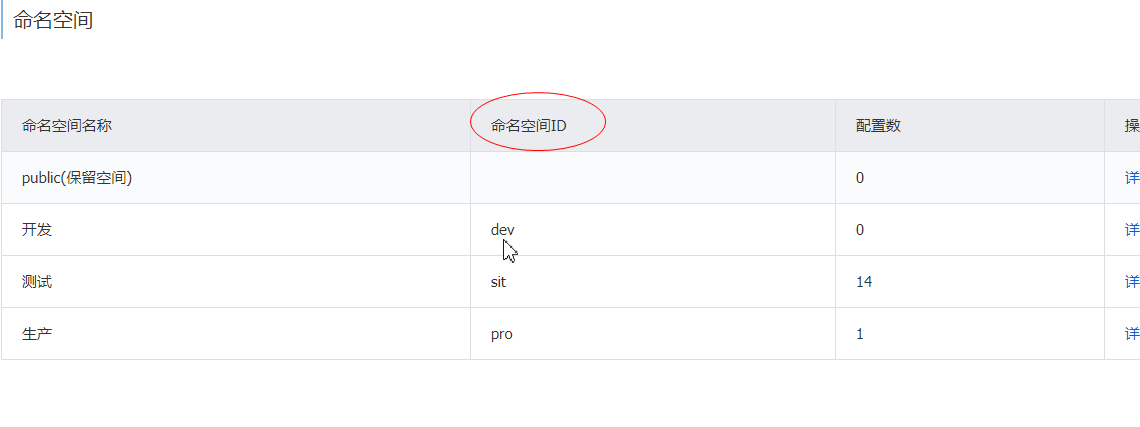 命名空间
命名空间名称 命名空间ID 配置数 操
public(保留空间) 0 详
开发 dev 0 详
测试 sit 14 详
生产 pro 1 详